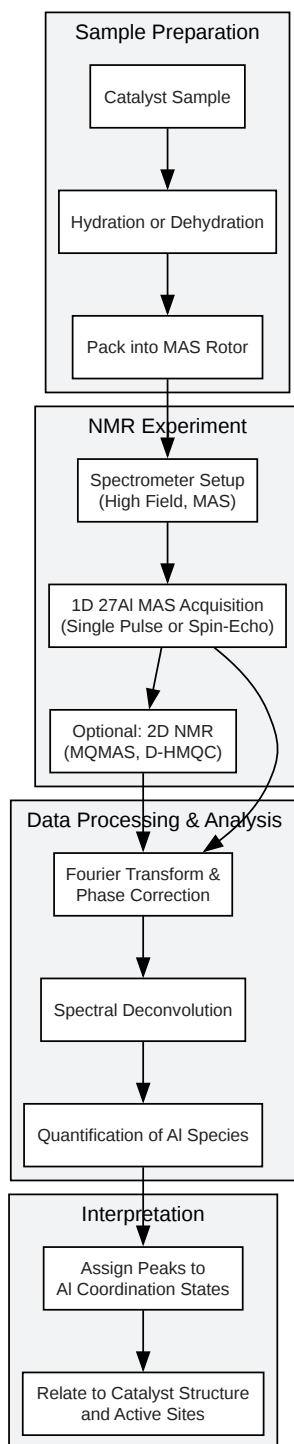 Sample Preparation
Catalyst Sample
Hydration or Dehydration
Pack into MAS Rotor
NMR Experiment
Spectrometer Setup
(High Field, MAS)
1D 27Al MAS Acquisition
(Single Pulse or Spin-Echo)
Optional: 2D NMR
(MQMAS, D-HMQC)
Data Processing & Analysis
Fourier Transform &
Phase Correction
Spectral Deconvolution
Quantification of Al Species
Interpretation
Assign Peaks to
Al Coordination States
Relate to Catalyst Structure
and Active Sites